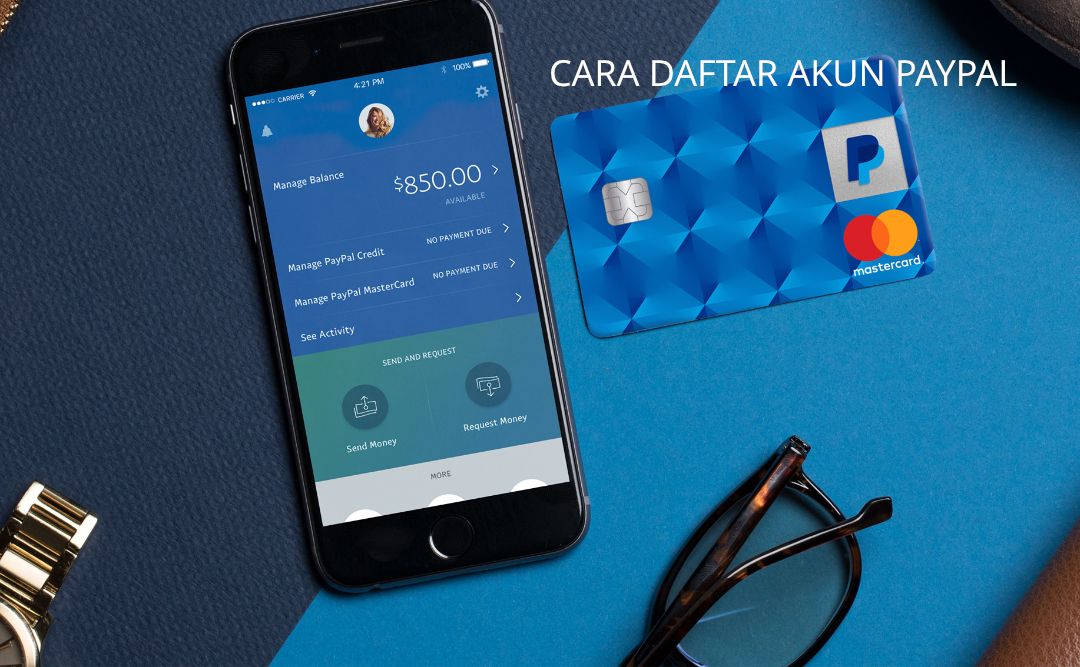 CARA DAFTAR AKUN PAYPAL
CARRIER
4:21 PM
100%
Manage Balance
$850.00
AVAILABLE
Manage PayPal Credit
NO PAYMENT DUE
Manage PayPal MasterCard
NO PAYMENT DUE
See Activity
SEND AND REQUEST
Send Money
Request Money
MORE
mastercard.